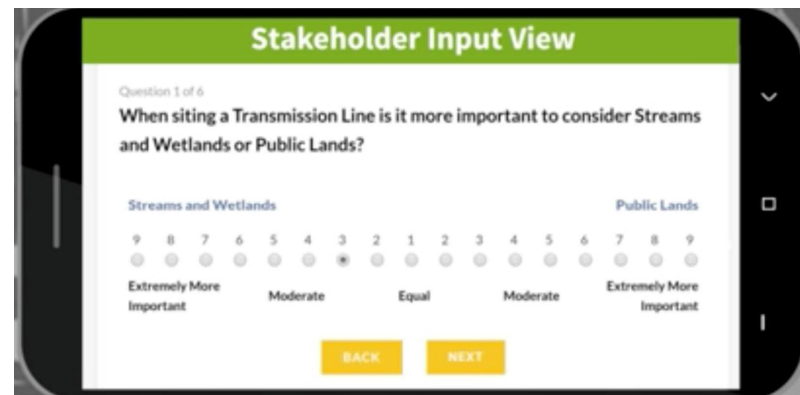 Stakeholder Input View
Question 1 of 6
When siting a Transmission Line is it more important to consider Streams
and Wetlands or Public Lands?
Streams and Wetlands Public Lands
9 8 7 6 5 4 3 2 1 2 3 4 5 6 7 8 9
Extremely More Important Moderate Equal Moderate Extremely More Important
BACK NEXT